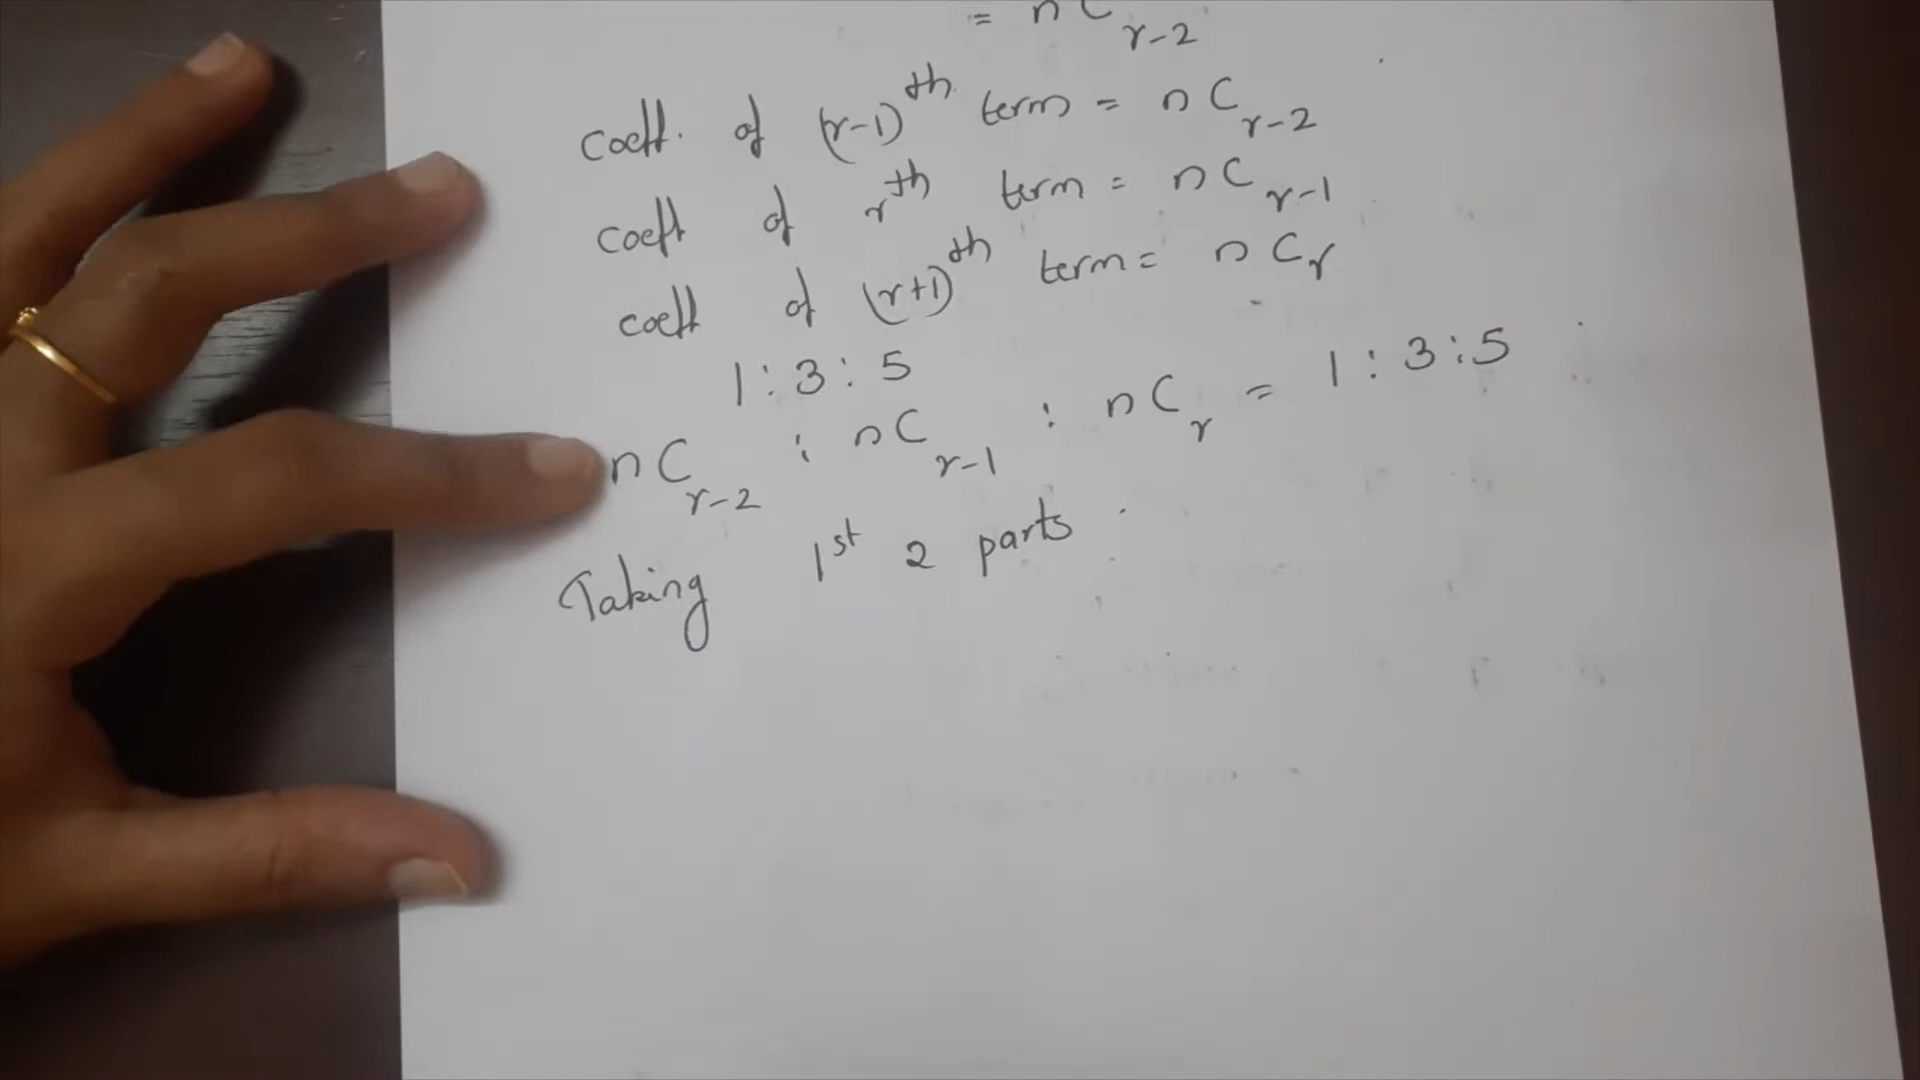 = nC r-2
coeff. of (r-1)th term = nC r-2
coeff of rth term = nC r-1
coeff of (r+1)th term = nC r
1 : 3 : 5
nC r-2 : nC r-1 : nC r = 1 : 3 : 5
Taking 1st 2 parts.